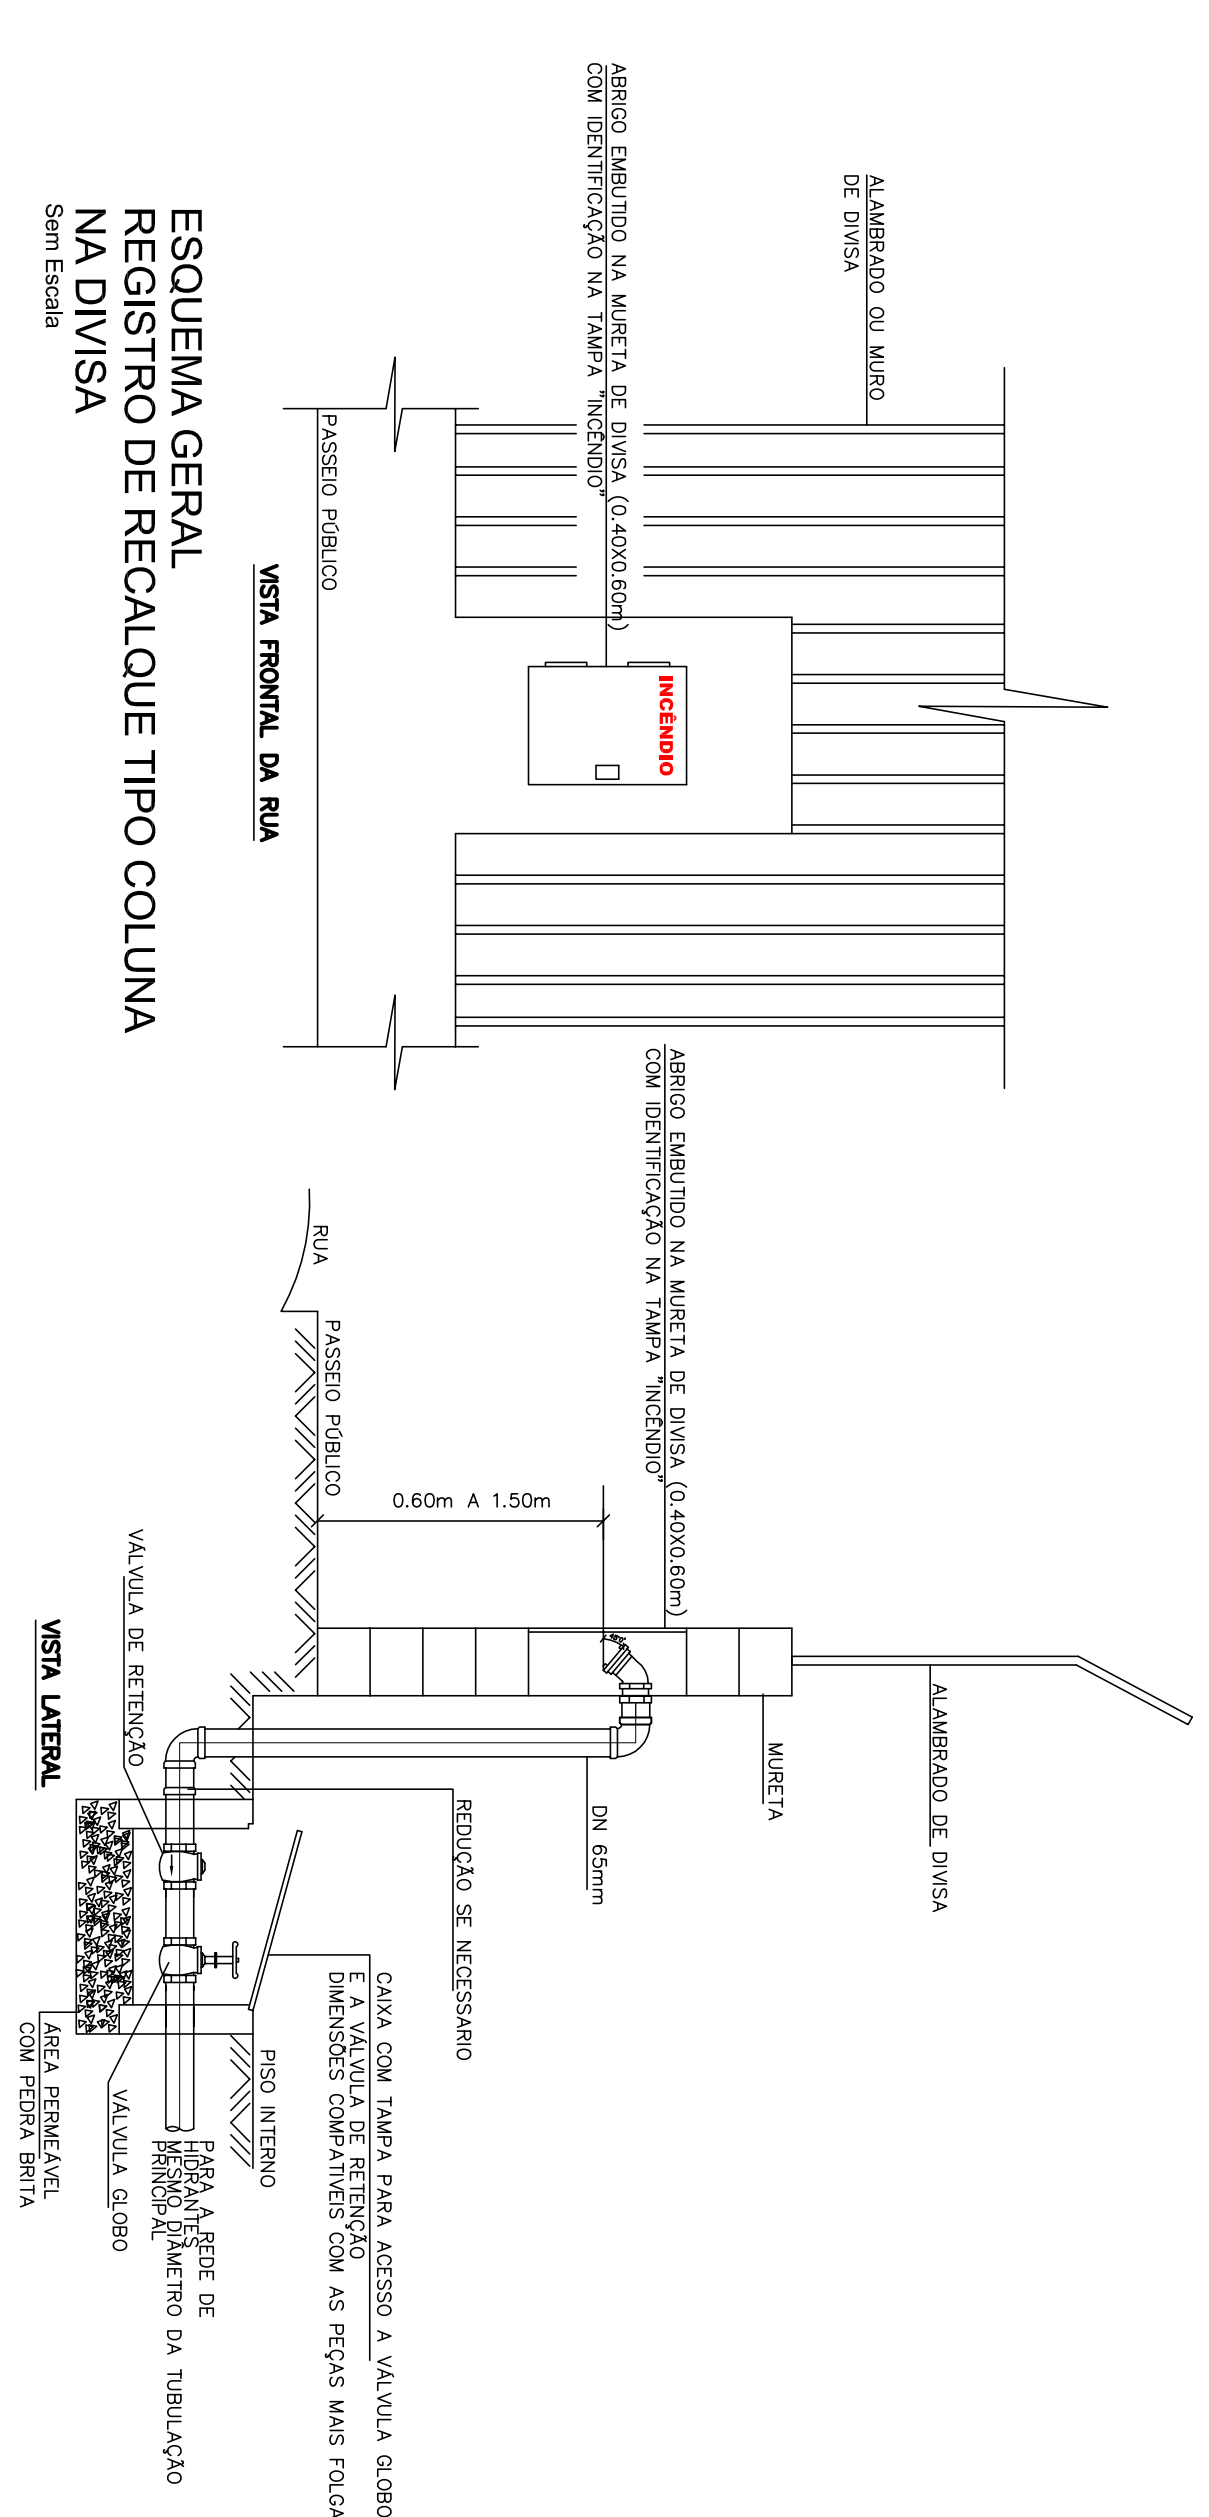 ALAMBRADO OU MURO
DE DIVISA
ABRIGO EMBUTIDO NA MURETA DE DIVISA (0.40X0.60m)
COM IDENTIFICAÇÃO NA TAMPA "INCÊNDIO"
INCÊNDIO
PASSEIO PÚBLICO
VISTA FRONTAL DA RUA
ESQUEMA GERAL
REGISTRO DE RECALQUE TIPO COLUNA
NA DIVISA
Sem Escala
ABRIGO EMBUTIDO NA MURETA DE DIVISA (0.40X0.60m)
COM IDENTIFICAÇÃO NA TAMPA "INCÊNDIO"
RUA
PASSEIO PÚBLICO
0.60m A 1.50m
ALAMBRADO DE DIVISA
MURETA
DN 65mm
REDUÇÃO SE NECESSARIO
CAIXA COM TAMPA PARA ACESSO A VÁLVULA GLOBO
E A VÁLVULA DE RETENÇÃO
DIMENSÕES COMPATIVEIS COM AS PEÇAS MAIS FOLGA
PISO INTERNO
PARA A REDE DE
HIDRANTES
MESMO DIÂMETRO DA TUBULAÇÃO
PRINCIPAL
VÁLVULA DE RETENÇÃO
VÁLVULA GLOBO
ÁREA PERMEÁVEL
COM PEDRA BRITA
VISTA LATERAL